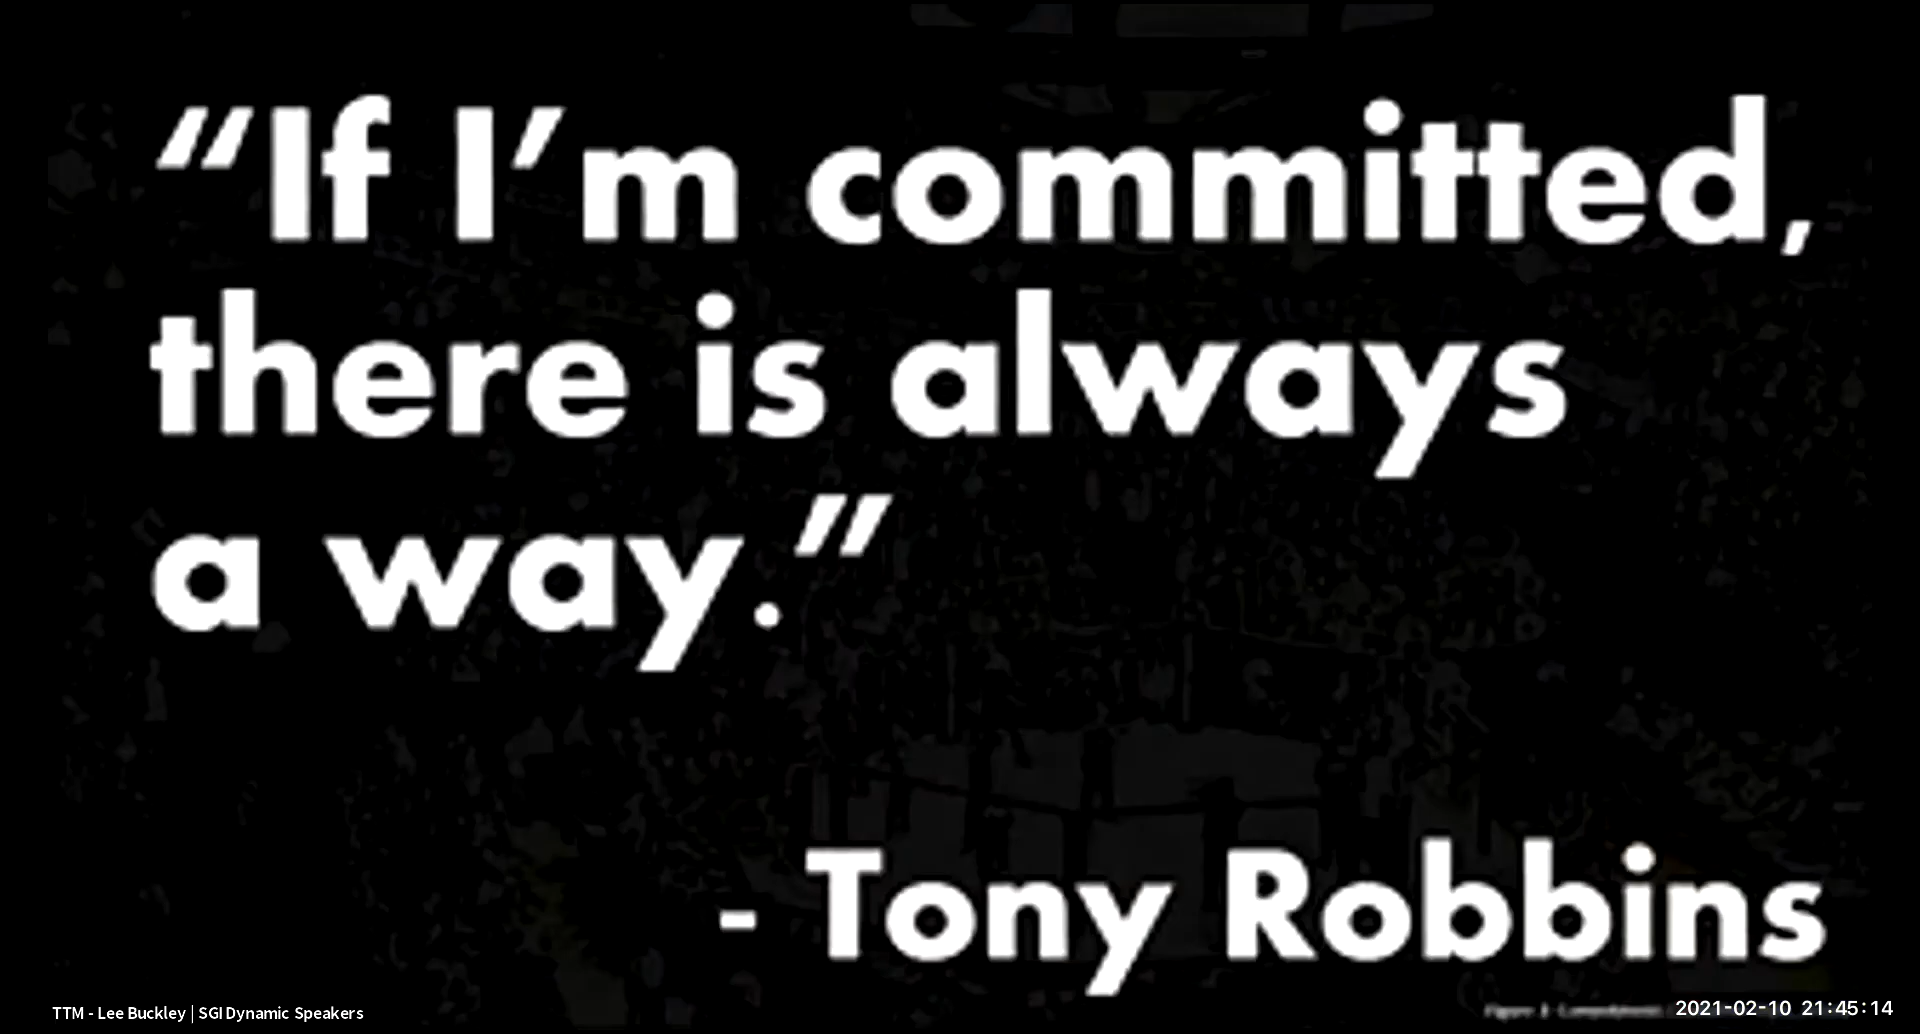 “If I’m committed,
there is always
a way.”
- Tony Robbins
TTM - Lee Buckley | SGI Dynamic Speakers
2021-02-10 21:45:14